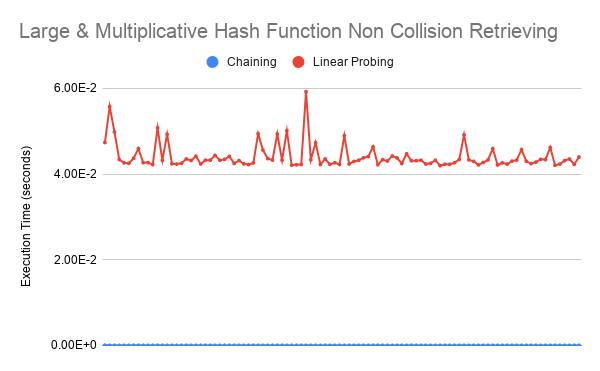 Large & Multiplicative Hash Function Non Collision Retrieving
Chaining Linear Probing
6.00E-2
4.00E-2
2.00E-2
0.00E+0
Execution Time (seconds)